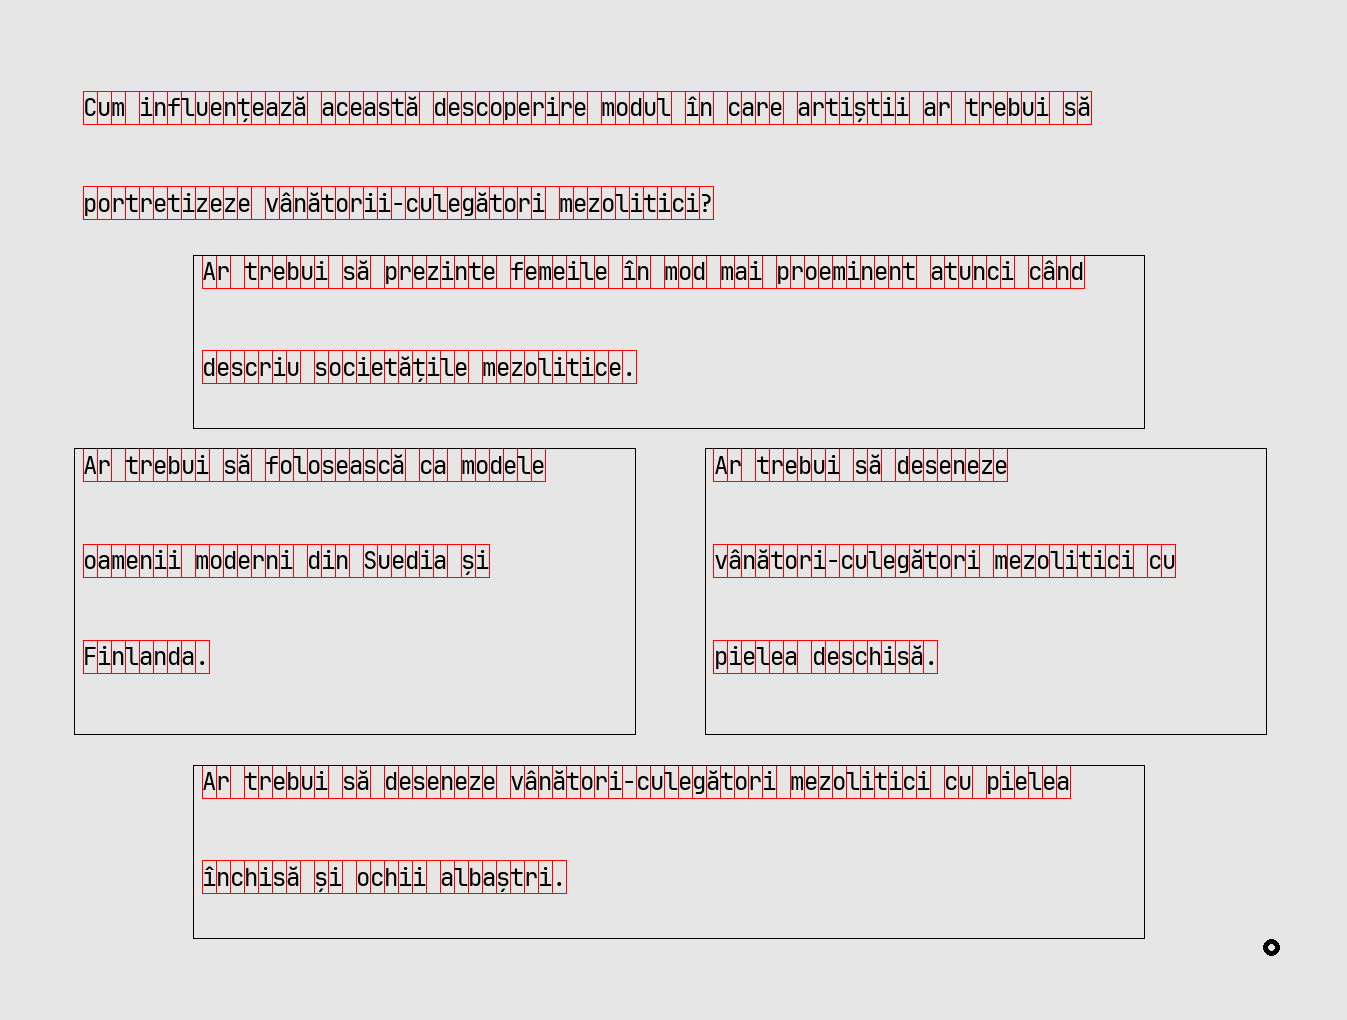 Cum influențează această descoperire modul în care artiștii ar trebui să
portretizeze vânătorii-culegători mezolitici?
Ar trebui să prezinte femeile în mod mai proeminent atunci când
descriu societățile mezolitice.
Ar trebui să folosească ca modele
oamenii moderni din Suedia și
Finlanda.
Ar trebui să deseneze
vânători-culegători mezolitici cu
pielea deschisă.
Ar trebui să deseneze vânători-culegători mezolitici cu pielea
închisă și ochii albaștri.